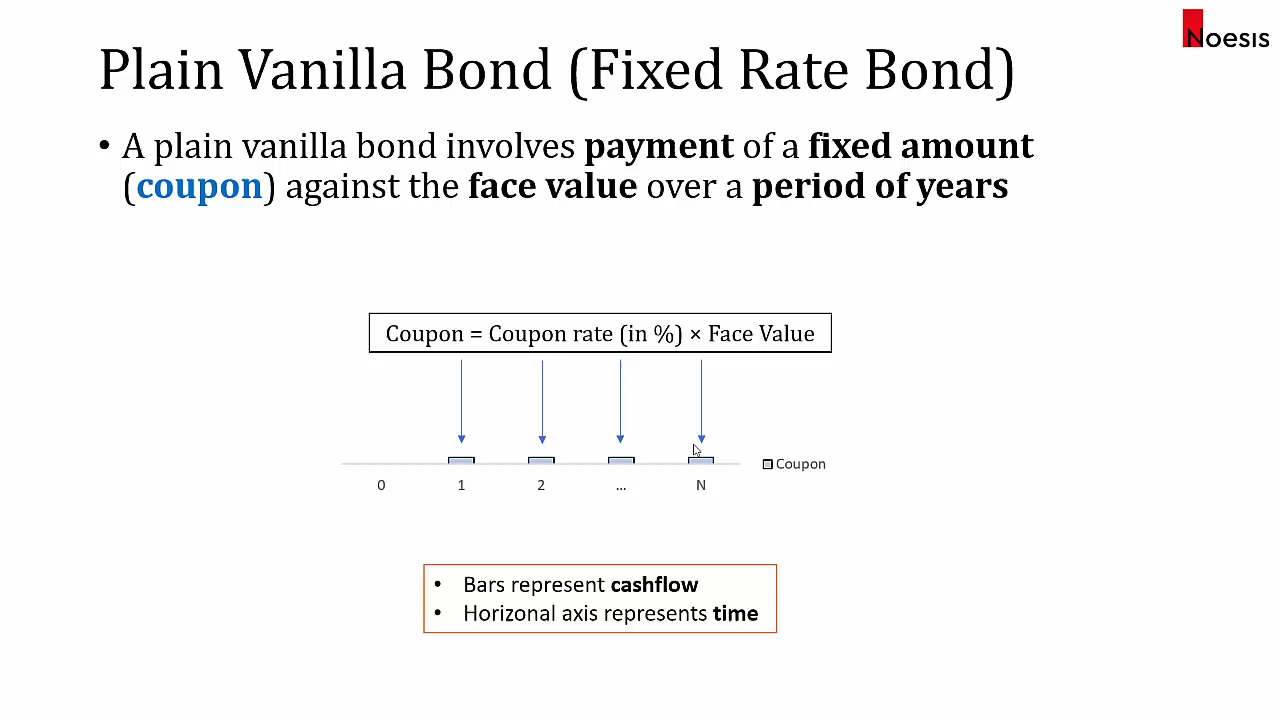 Noesis
Plain Vanilla Bond (Fixed Rate Bond)
• A plain vanilla bond involves payment of a fixed amount
(coupon) against the face value over a period of years
Coupon = Coupon rate (in %) × Face Value
Coupon
0 1 2 ... N
• Bars represent cashflow
• Horizonal axis represents time